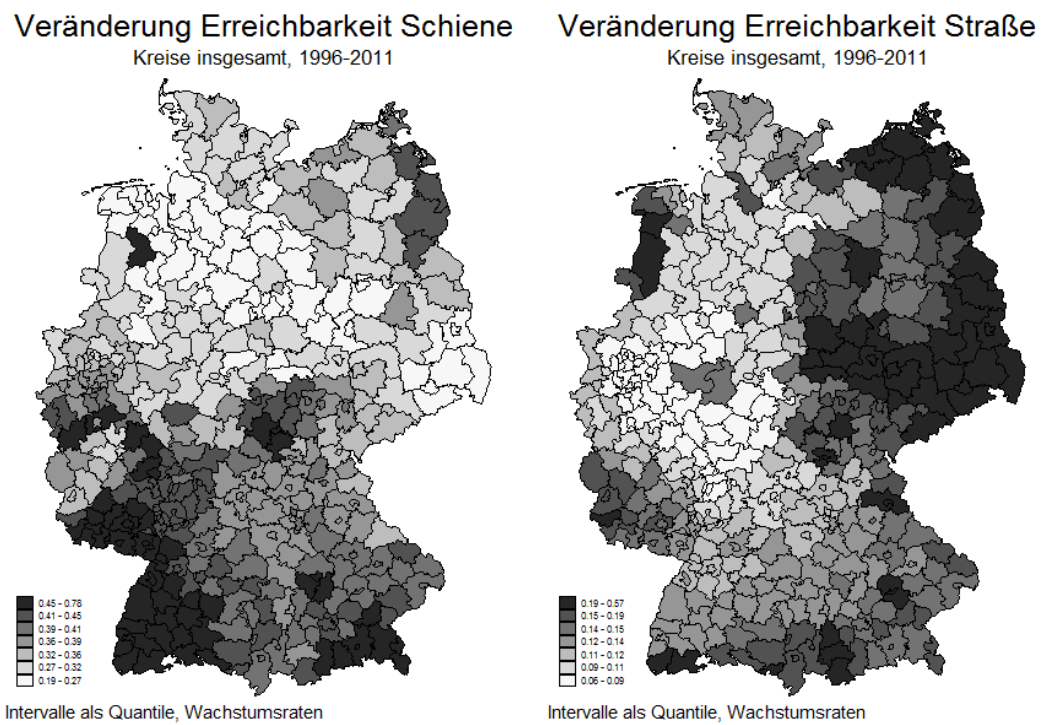 Veränderung Erreichbarkeit Schiene
Kreise insgesamt, 1996-2011
0.45 - 0.78
0.41 - 0.45
0.39 - 0.41
0.36 - 0.39
0.32 - 0.36
0.27 - 0.32
0.19 - 0.27
Intervalle als Quantile, Wachstumsraten
Veränderung Erreichbarkeit Straße
Kreise insgesamt, 1996-2011
0.19 - 0.57
0.15 - 0.19
0.14 - 0.15
0.12 - 0.14
0.11 - 0.12
0.09 - 0.11
0.06 - 0.09
Intervalle als Quantile, Wachstumsraten